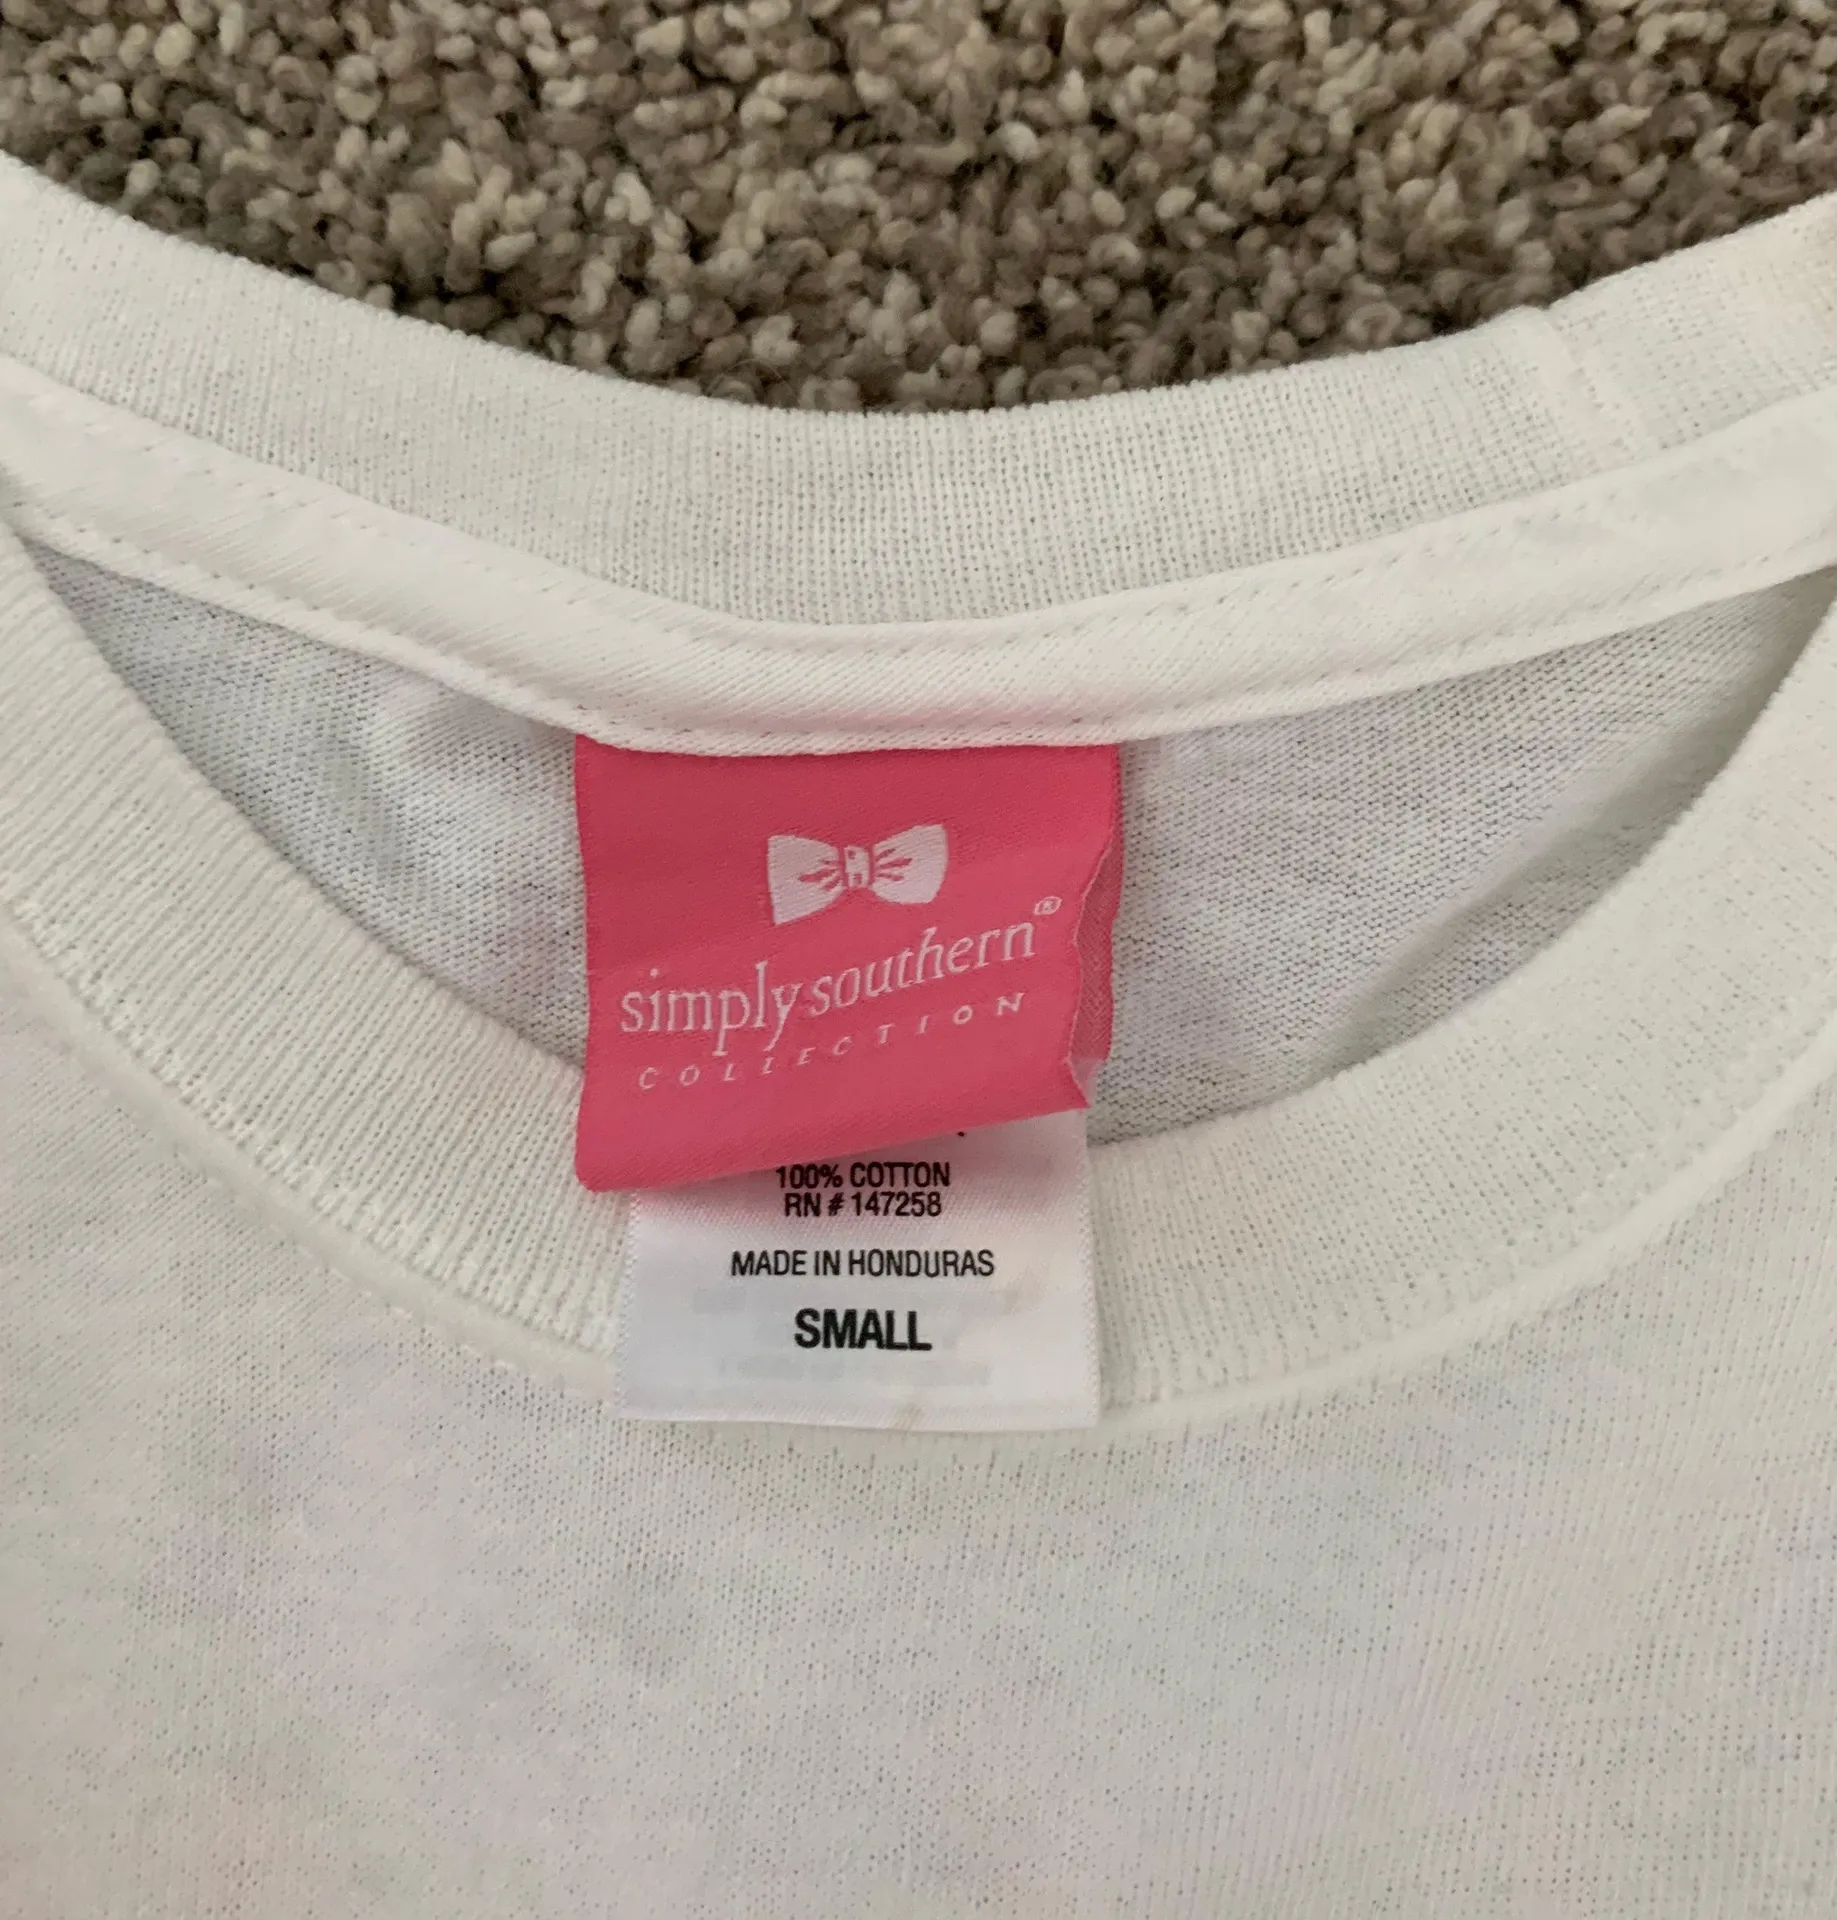 simply southern®
COLLECTION
100% COTTON
RN # 147258
MADE IN HONDURAS
SMALL